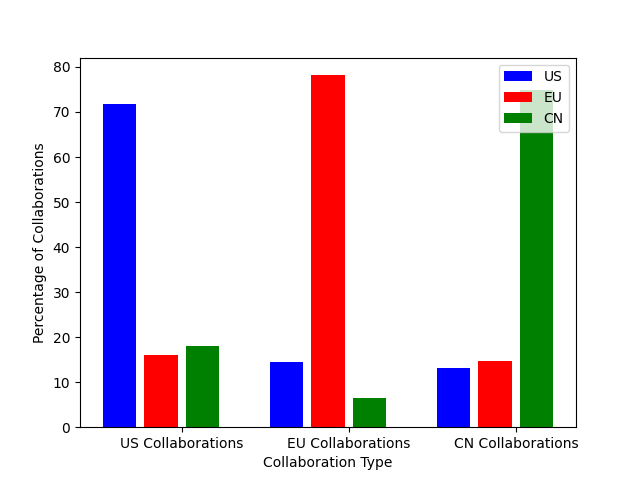 80
70
60
50
40
30
20
10
0
Percentage of Collaborations
US
EU
CN
US Collaborations
EU Collaborations
CN Collaborations
Collaboration Type